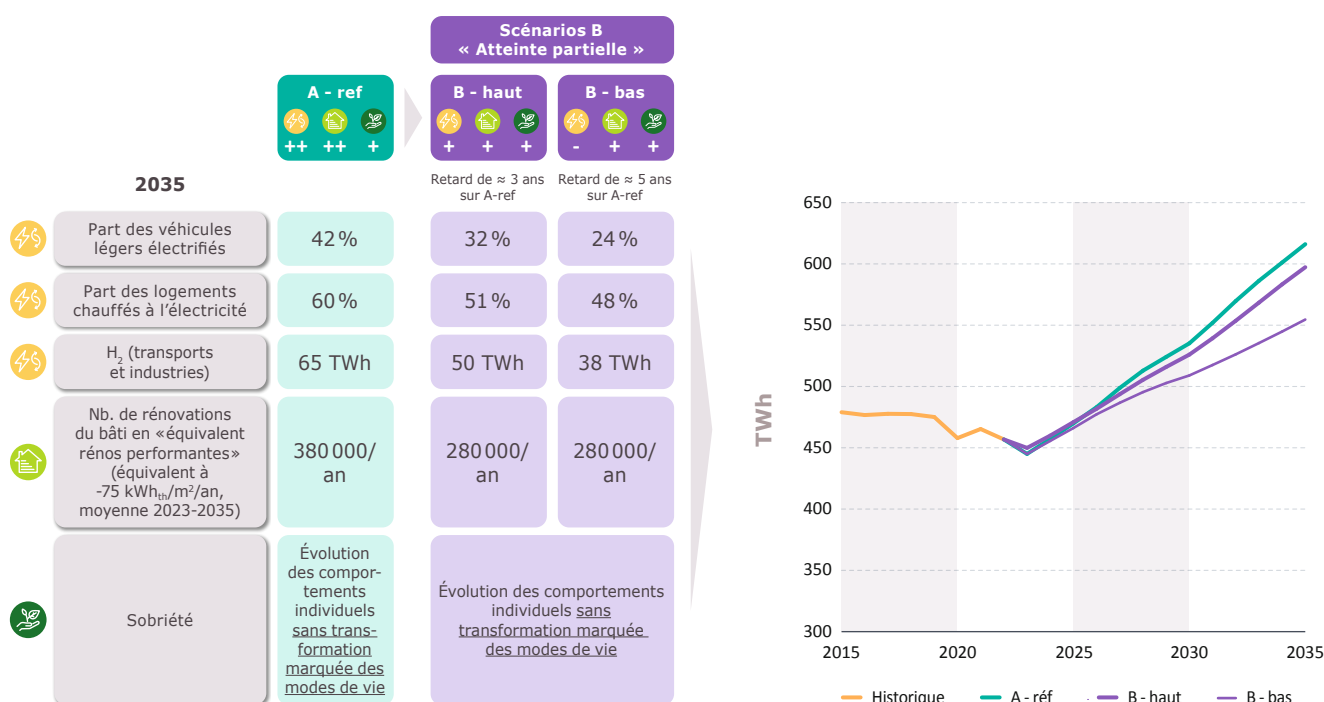 Scénarios B
« Atteinte partielle »
A - ref
++ ++ +
B - haut
+ + +
B - bas
- + +
2035
Retard de ≈ 3 ans
sur A-ref
Retard de ≈ 5 ans
sur A-ref
Part des véhicules
légers électrifiés
42 %
32 %
24 %
Part des logements
chauffés à l’électricité
60 %
51 %
48 %
H2 (transports
et industries)
65 TWh
50 TWh
38 TWh
Nb. de rénovations
du bâti en «équivalent
rénos performantes»
(équivalent à
-75 kWhth/m²/an,
moyenne 2023-2035)
380 000/
an
280 000/
an
280 000/
an
Sobriété
Évolution
des compor-
tements
individuels
sans trans-
formation
marquée des
modes de vie
Évolution des comportements
individuels sans
transformation marquée
des modes de vie
TWh
650
600
550
500
450
400
350
300
2015 2020 2025 2030 2035
Historique A - réf B - haut B - bas